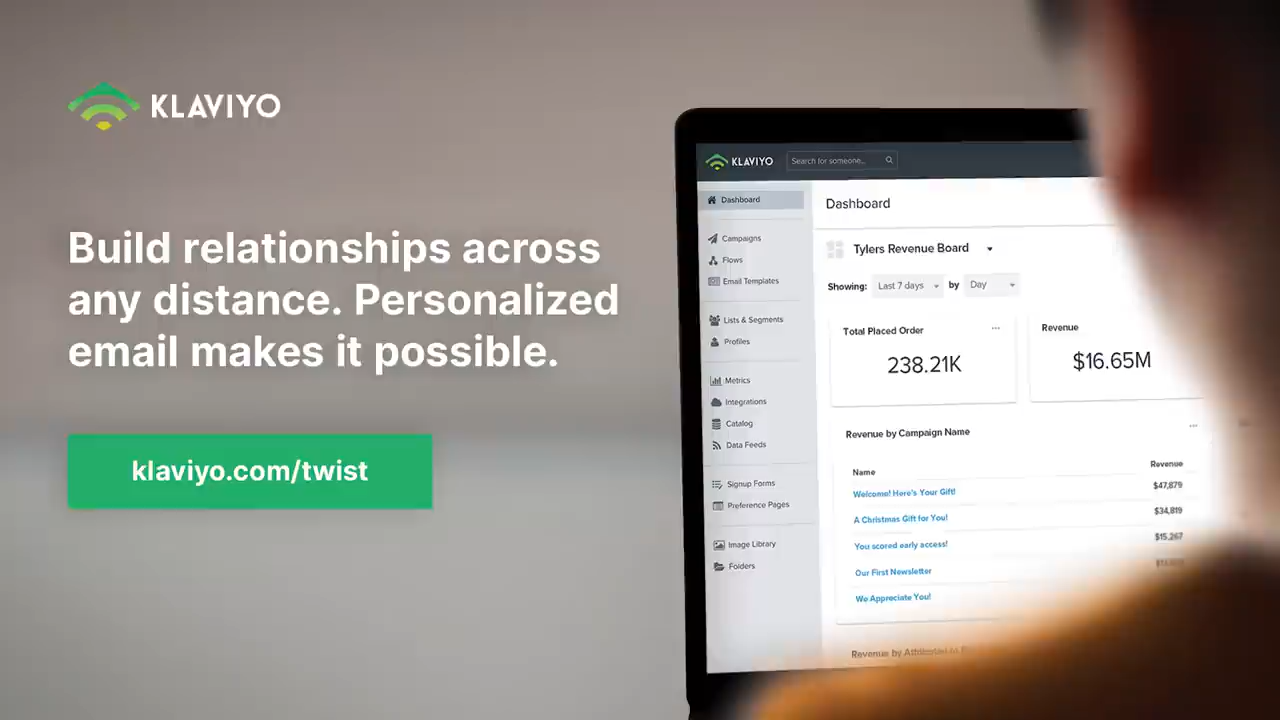 KLAVIYO
Build relationships across
any distance. Personalized
email makes it possible.
klaviyo.com/twist
KLAVIYO
Search for someone...
Dashboard
Campaigns
Flows
Email Templates
Lists & Segments
Profiles
Metrics
Integrations
Catalog
Data Feeds
Signup Forms
Preference Pages
Image Library
Folders
Dashboard
Tylers Revenue Board
Showing: Last 7 days by Day
Total Placed Order
238.21K
Revenue
$16.65M
Revenue by Campaign Name
Name Revenue
Welcome! Here's Your Gift! $47,879
A Christmas Gift for You! $34,819
You scored early access! $15,267
Our First Newsletter
We Appreciate You!
Revenue by